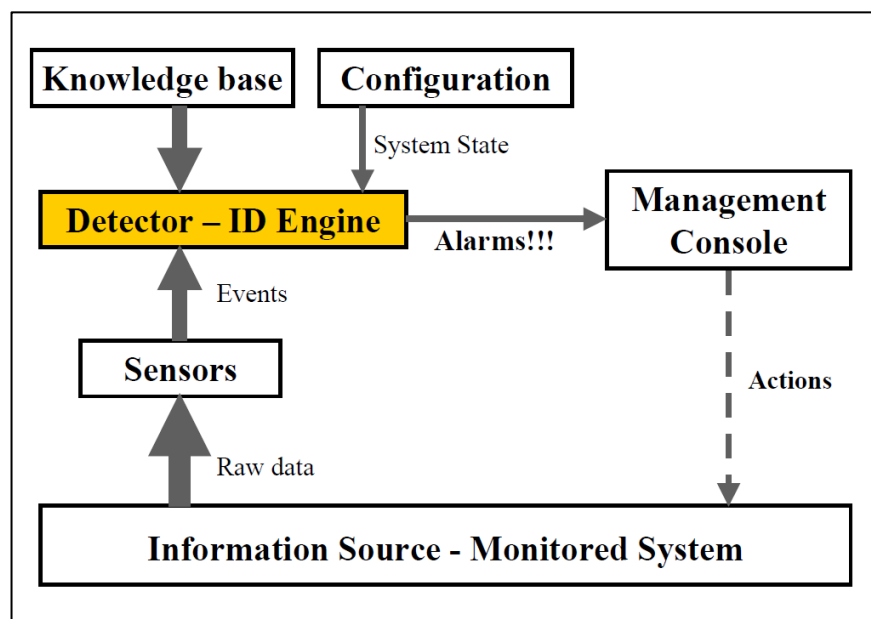 Knowledge base
Configuration
System State
Detector – ID Engine
Alarms!!!
Management
Console
Events
Sensors
Actions
Raw data
Information Source - Monitored System